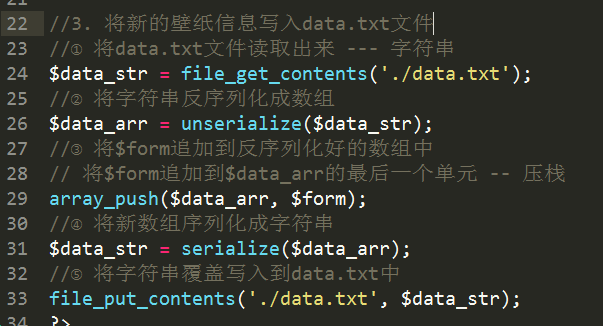 22 //3. 将新的壁纸信息写入data.txt文件
23 //① 将data.txt文件读取出来 --- 字符串
24 $data_str = file_get_contents('./data.txt');
25 //② 将字符串反序列化成数组
26 $data_arr = unserialize($data_str);
27 //③ 将$form追加到反序列化好的数组中
28 // 将$form追加到$data_arr的最后一个单元 -- 压栈
29 array_push($data_arr, $form);
30 //④ 将新数组序列化成字符串
31 $data_str = serialize($data_arr);
32 //⑤ 将字符串覆盖写入到data.txt中
33 file_put_contents('./data.txt', $data_str);
34 ?>